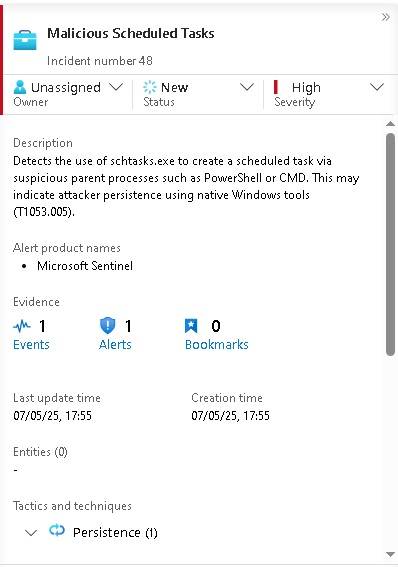 Malicious Scheduled Tasks
Incident number 48
Unassigned
Owner
New
Status
High
Severity
Description
Detects the use of schtasks.exe to create a scheduled task via
suspicious parent processes such as PowerShell or CMD. This may
indicate attacker persistence using native Windows tools
(T1053.005).
Alert product names
• Microsoft Sentinel
Evidence
1
Events
1
Alerts
0
Bookmarks
Last update time
07/05/25, 17:55
Creation time
07/05/25, 17:55
Entities (0)
-
Tactics and techniques
Persistence (1)